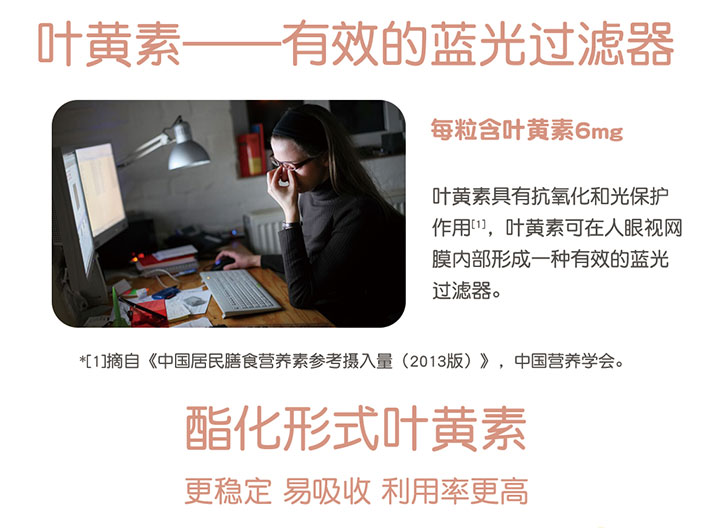 叶黄素——有效的蓝光过滤器
每粒含叶黄素6mg
叶黄素具有抗氧化和光保护
作用[1]，叶黄素可在人眼视网
膜内部形成一种有效的蓝光
过滤器。
*[1]摘自《中国居民膳食营养素参考摄入量（2013版）》，中国营养学会。
酯化形式叶黄素
更稳定 易吸收 利用率更高